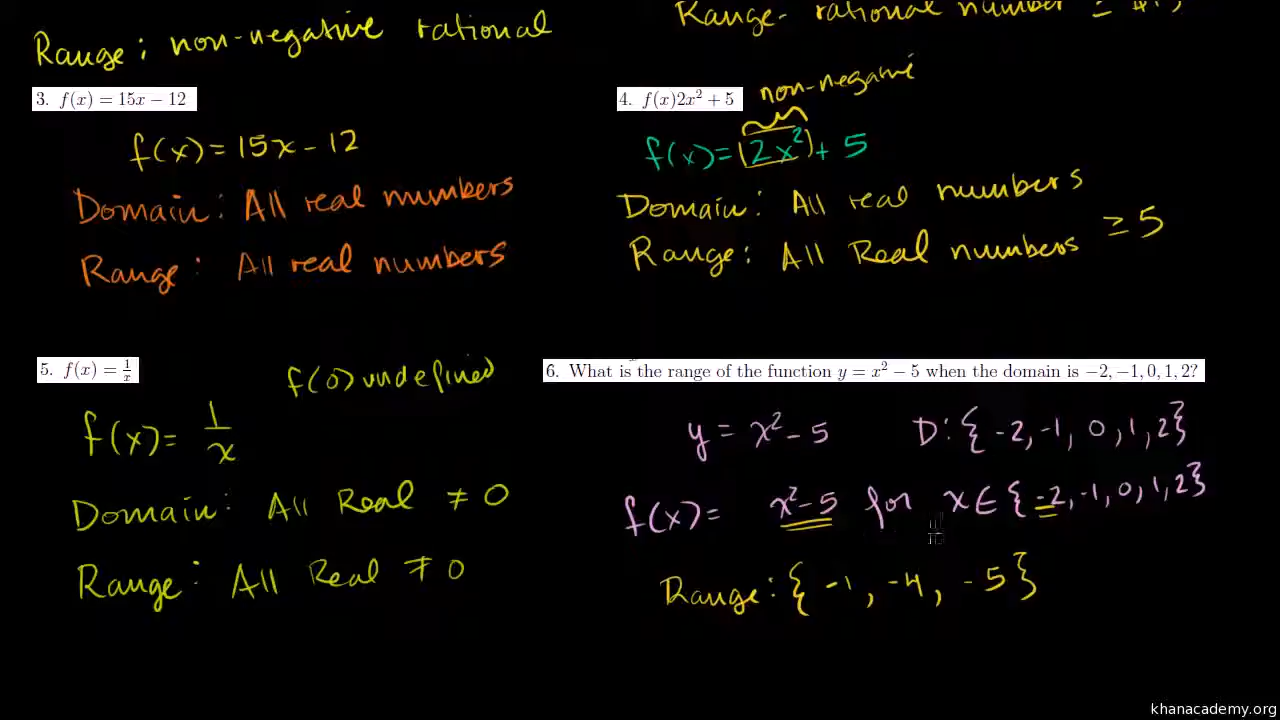 Range: non-negative rational
Range- rational number ≥
3. f(x) = 15x − 12
f(x) = 15x - 12
Domain: All real numbers
Range: All real numbers
4. f(x)2x² + 5
non-negative
f(x) = (2x²) + 5
Domain: All real numbers
Range: All Real numbers ≥ 5
5. f(x) = 1/x
f(0) undefined
f(x) = 1/x
Domain: All Real ≠ 0
Range: All Real ≠ 0
6. What is the range of the function y = x² − 5 when the domain is −2, −1, 0, 1, 2?
y = x² - 5 D: {-2, -1, 0, 1, 2}
f(x) = x² - 5 for x ∈ {-2, -1, 0, 1, 2}
Range: {-1, -4, -5}
khanacademy.org